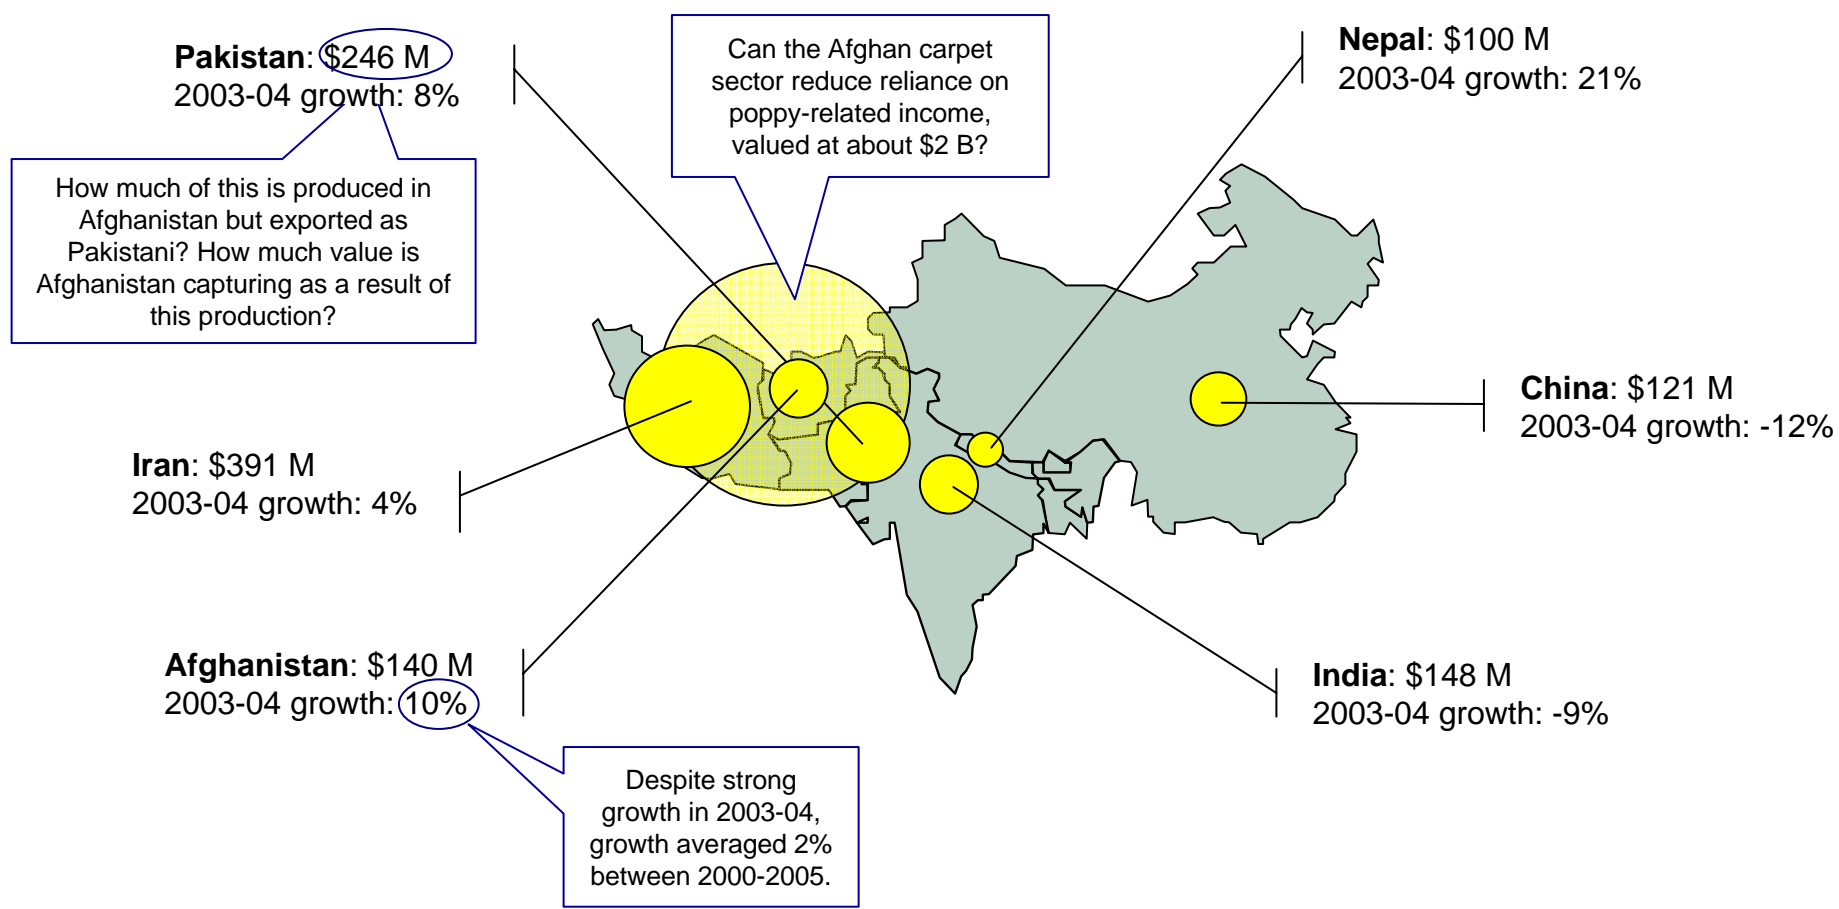 Pakistan: $246 M
2003-04 growth: 8%
How much of this is produced in
Afghanistan but exported as
Pakistani? How much value is
Afghanistan capturing as a result of
this production?
Can the Afghan carpet
sector reduce reliance on
poppy-related income,
valued at about $2 B?
Nepal: $100 M
2003-04 growth: 21%
China: $121 M
2003-04 growth: -12%
Iran: $391 M
2003-04 growth: 4%
Afghanistan: $140 M
2003-04 growth: 10%
Despite strong
growth in 2003-04,
growth averaged 2%
between 2000-2005.
India: $148 M
2003-04 growth: -9%